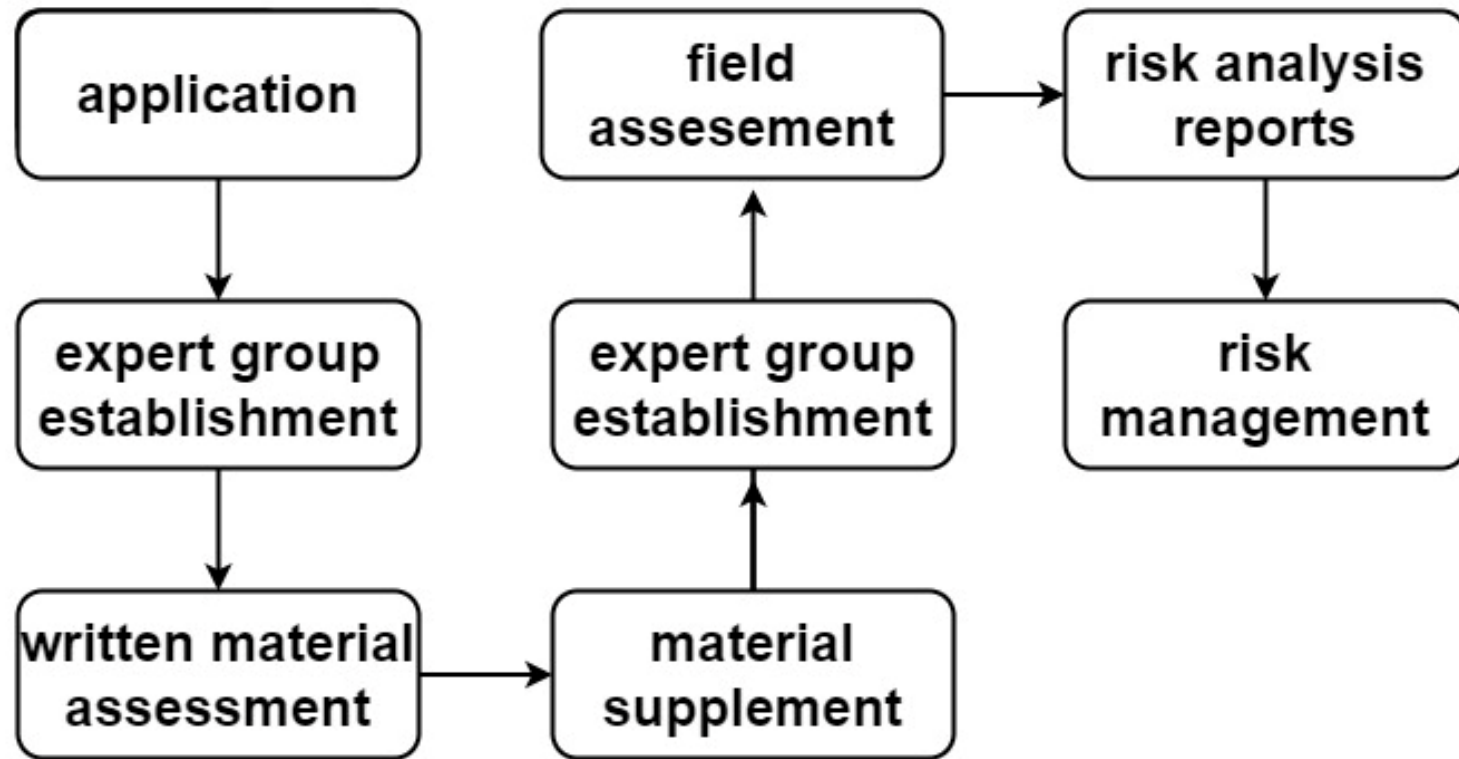 application
expert group
establishment
written material
assessment
material
supplement
expert group
establishment
field
assesement
risk analysis
reports
risk
management